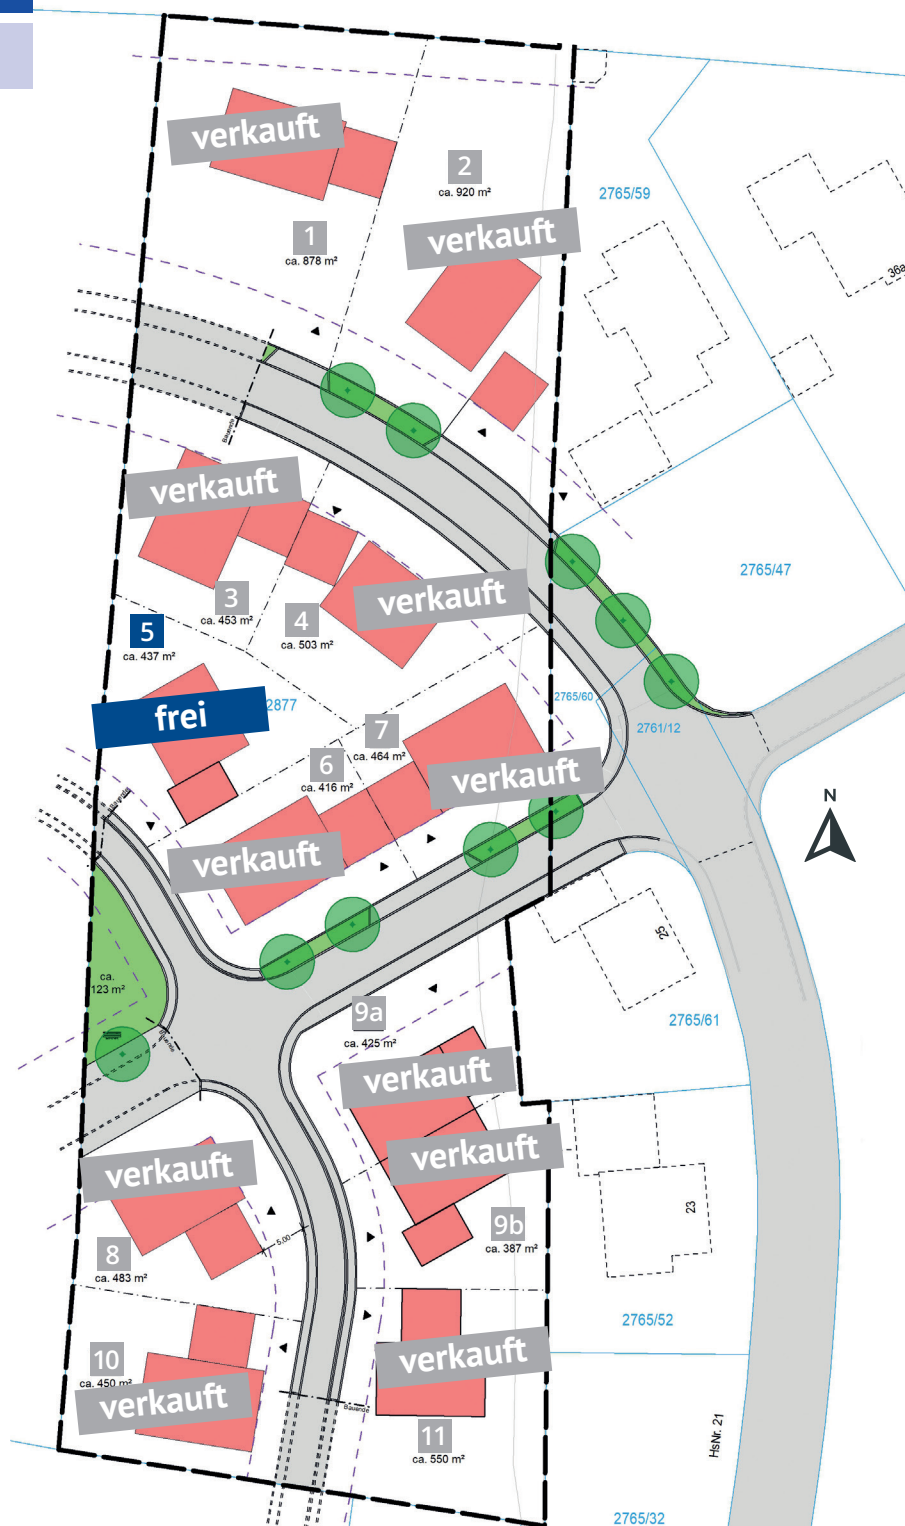 verkauft
2
ca. 920 m²
2765/59
1
ca. 878 m²
verkauft
36a
Bauende
verkauft
2765/47
3
ca. 453 m²
verkauft
4
ca. 503 m²
5
ca. 437 m²
frei
2877
2765/60
2761/12
7
ca. 464 m²
6
ca. 416 m²
verkauft
N
verkauft
25
ca.
123 m²
9a
ca. 425 m²
2765/61
verkauft
verkauft
verkauft
23
9b
ca. 387 m²
5,00
8
ca. 483 m²
2765/52
10
ca. 450 m²
verkauft
verkauft
Bauende
11
ca. 550 m²
HsNr. 21
2765/32